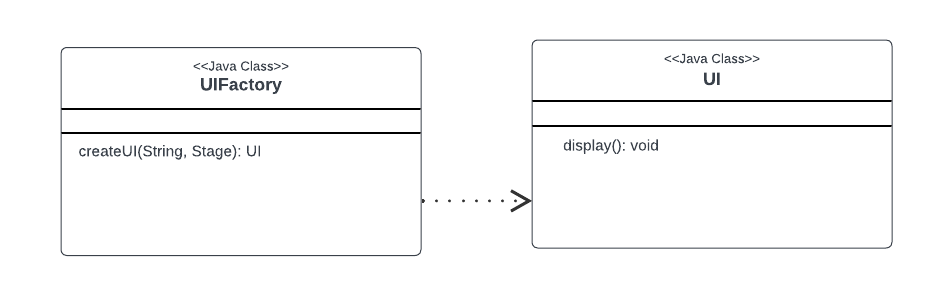 <<Java Class>>
UIFactory
createUI(String, Stage): UI
<<Java Class>>
UI
display(): void